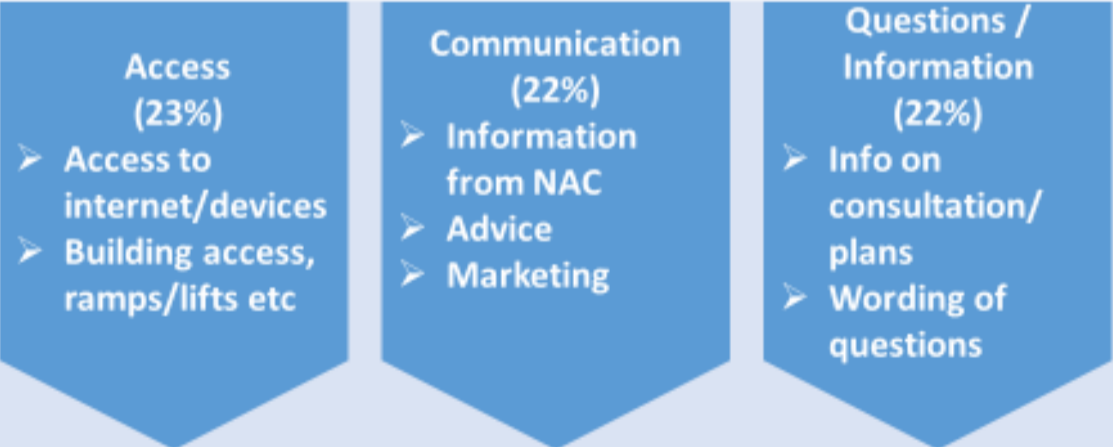 Access
(23%)
➢ Access to
internet/devices
➢ Building access,
ramps/lifts etc
Communication
(22%)
➢ Information
from NAC
➢ Advice
➢ Marketing
Questions /
Information
(22%)
➢ Info on
consultation/
plans
➢ Wording of
questions